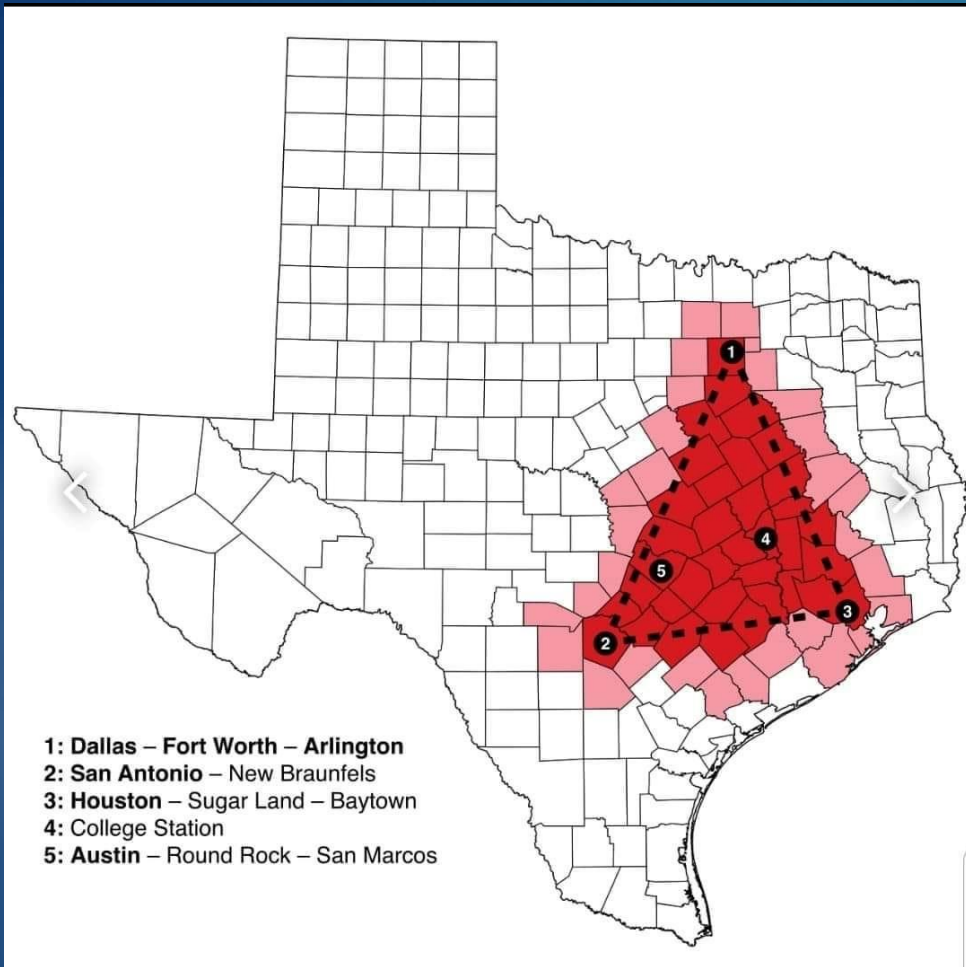 1
4
5
3
2
1: Dallas – Fort Worth – Arlington
2: San Antonio – New Braunfels
3: Houston – Sugar Land – Baytown
4: College Station
5: Austin – Round Rock – San Marcos